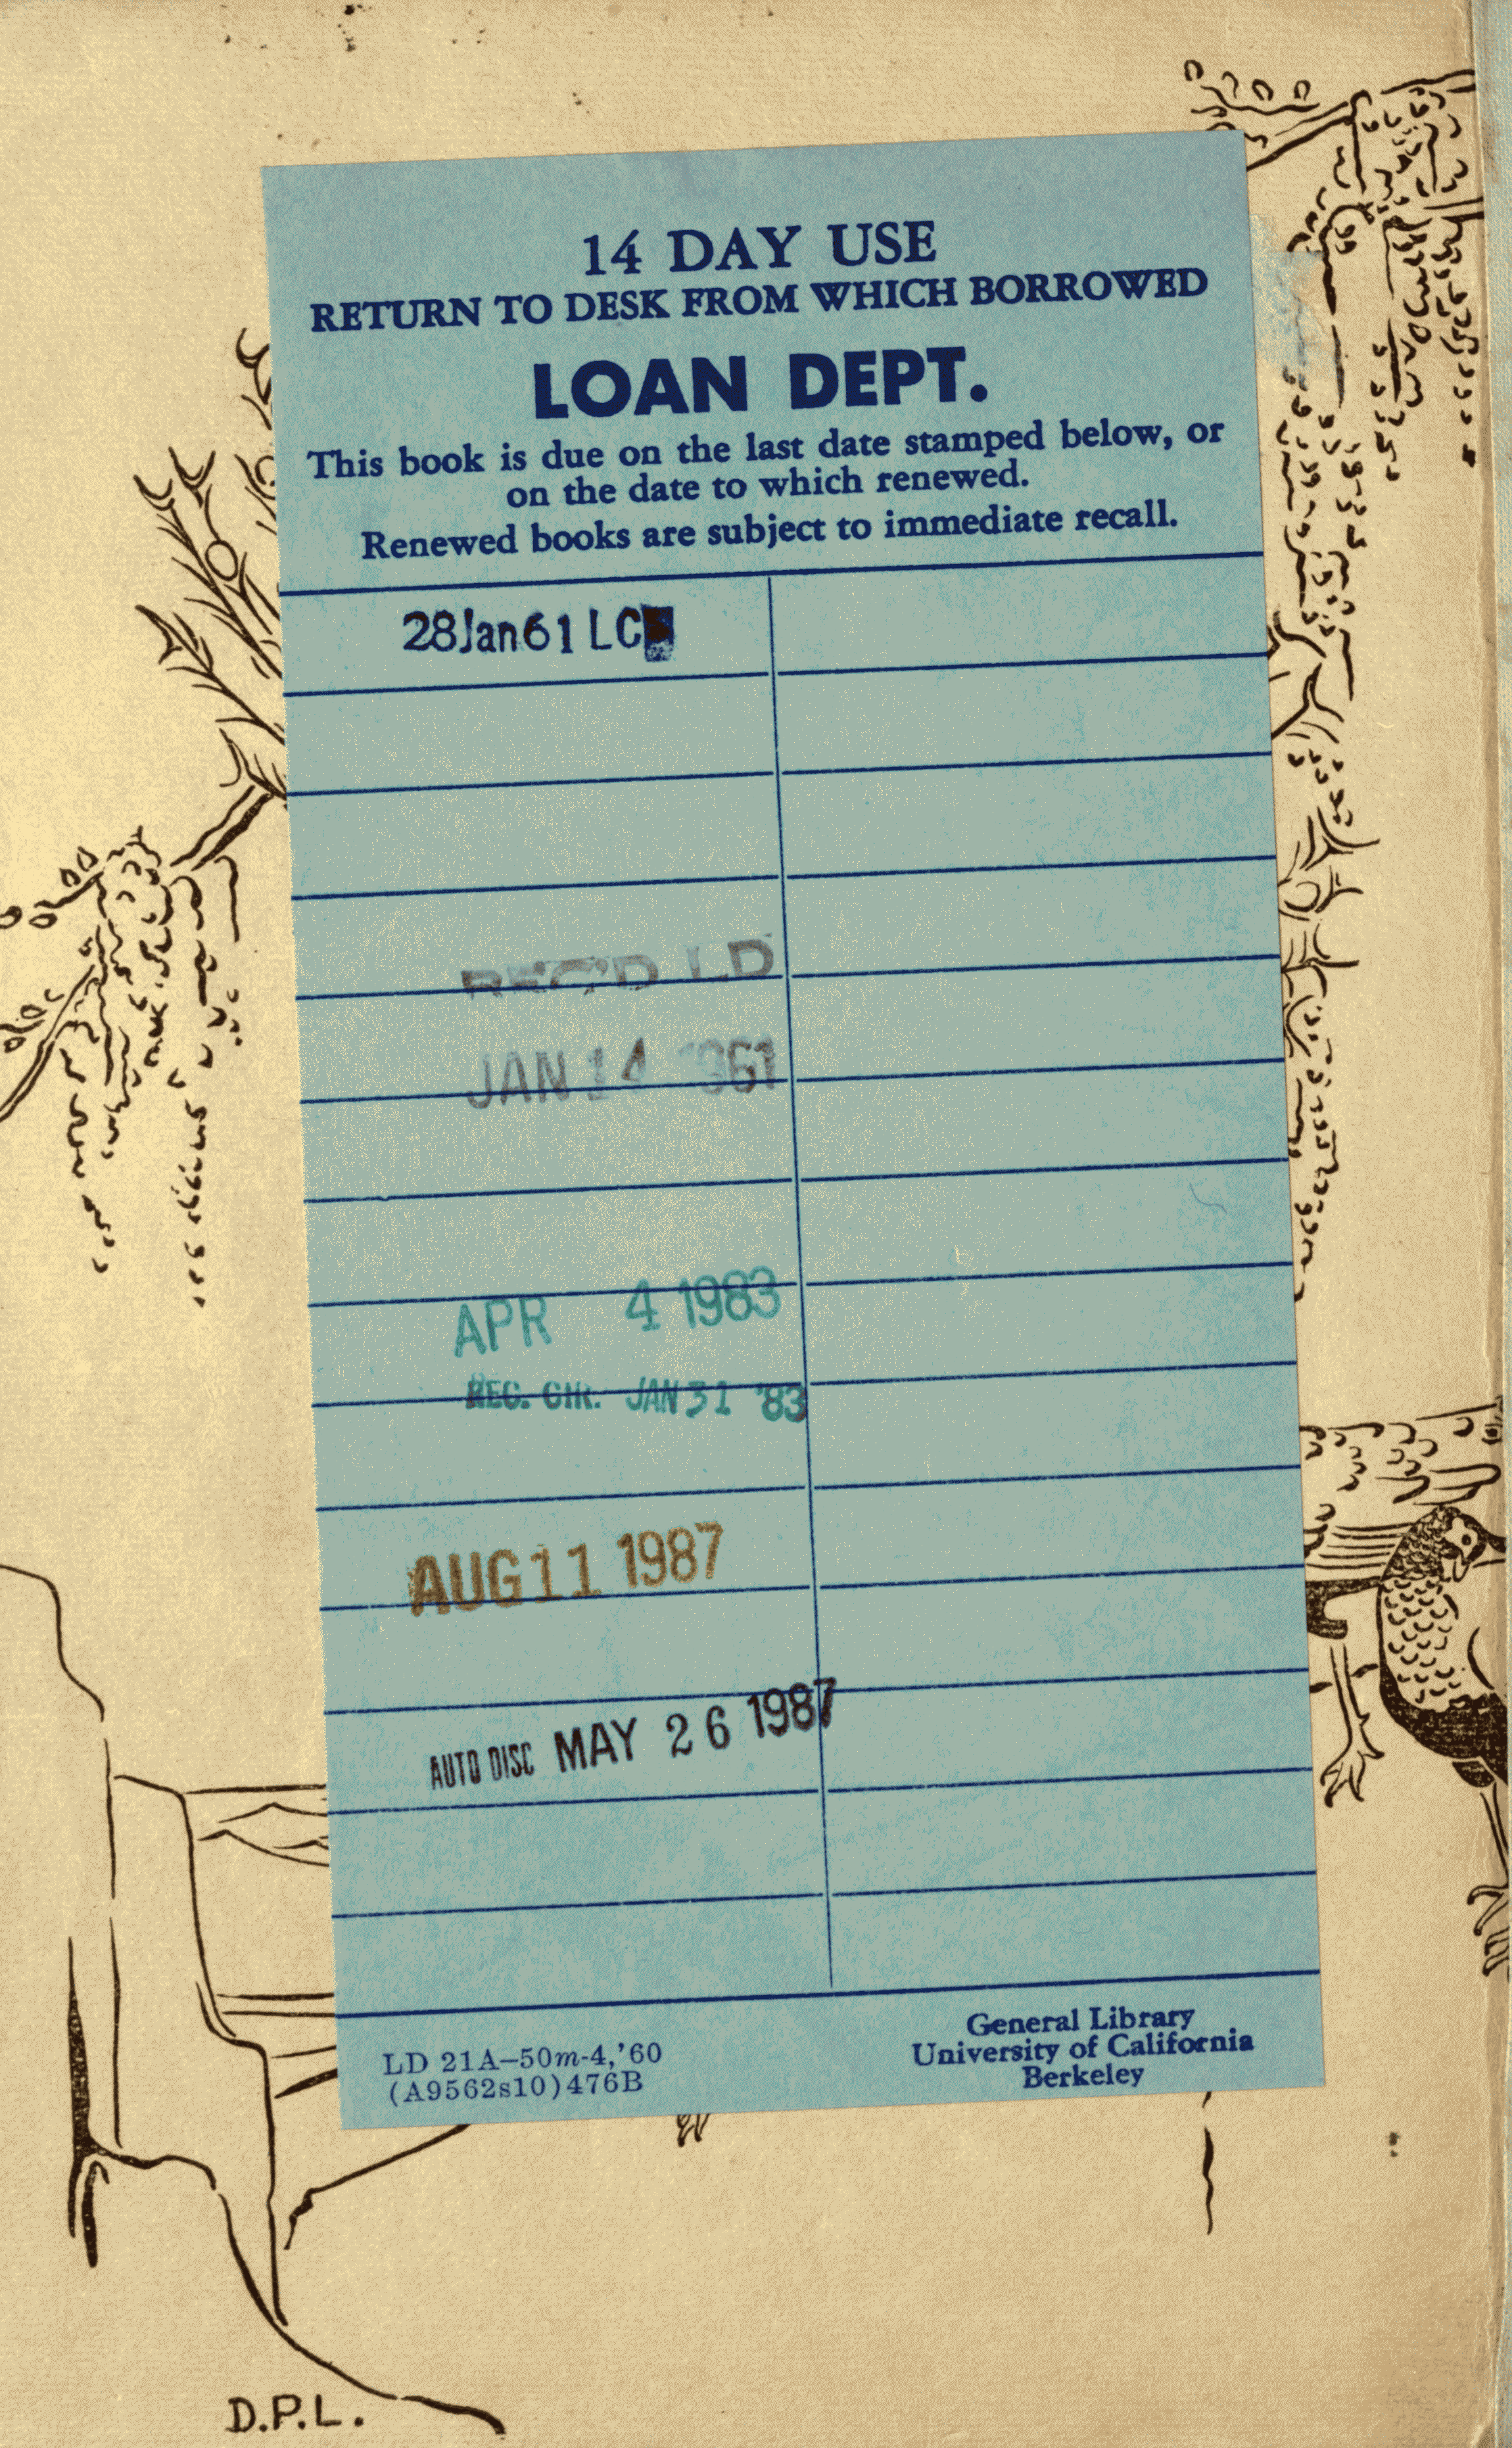 14 DAY USE
RETURN TO DESK FROM WHICH BORROWED
LOAN DEPT.
This book is due on the last date stamped below, or
on the date to which renewed.
Renewed books are subject to immediate recall.
28Jan61 LC
REC'D LD
JAN 14 1961
APR 4 1983
REC. CIR. JAN 31 '83
AUG 11 1987
AUTO DISC MAY 26 1987
LD 21A–50m-4,'60
(A9562s10)476B
General Library
University of California
Berkeley
D.P.L.